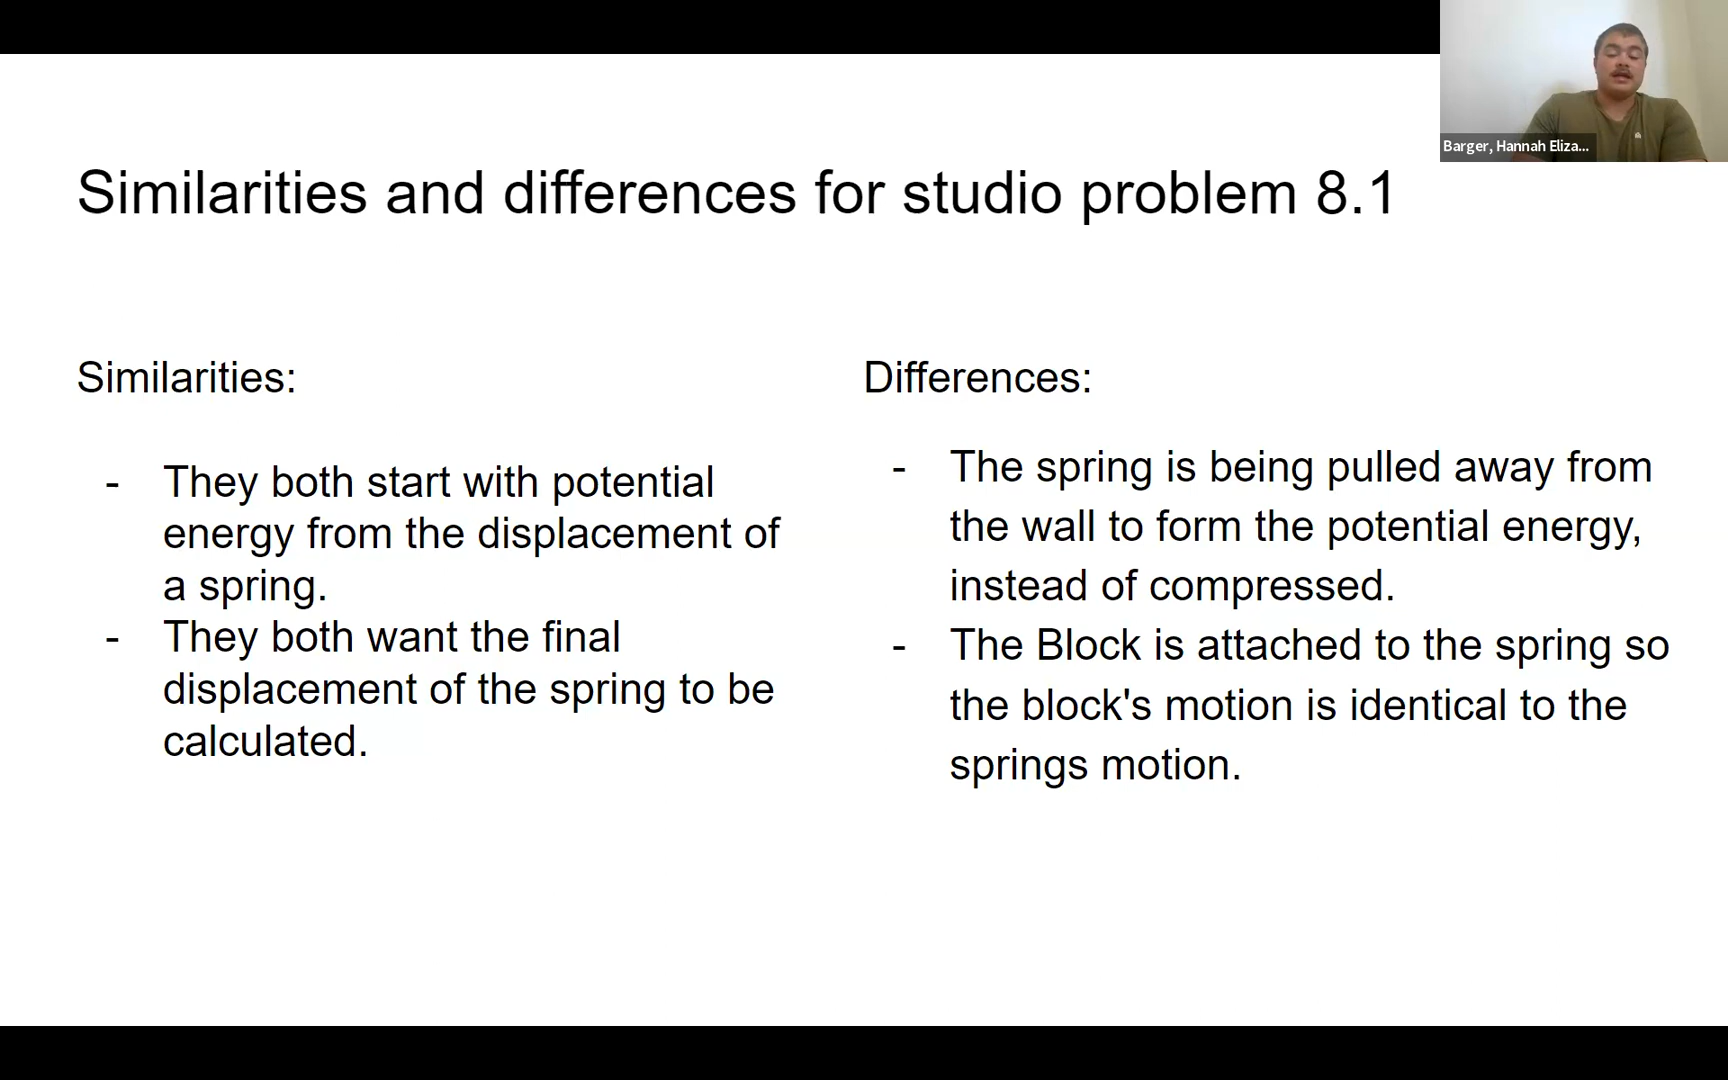 Barger, Hannah Eliza...
Similarities and differences for studio problem 8.1
Similarities:
- They both start with potential
energy from the displacement of
a spring.
- They both want the final
displacement of the spring to be
calculated.
Differences:
- The spring is being pulled away from
the wall to form the potential energy,
instead of compressed.
- The Block is attached to the spring so
the block's motion is identical to the
springs motion.